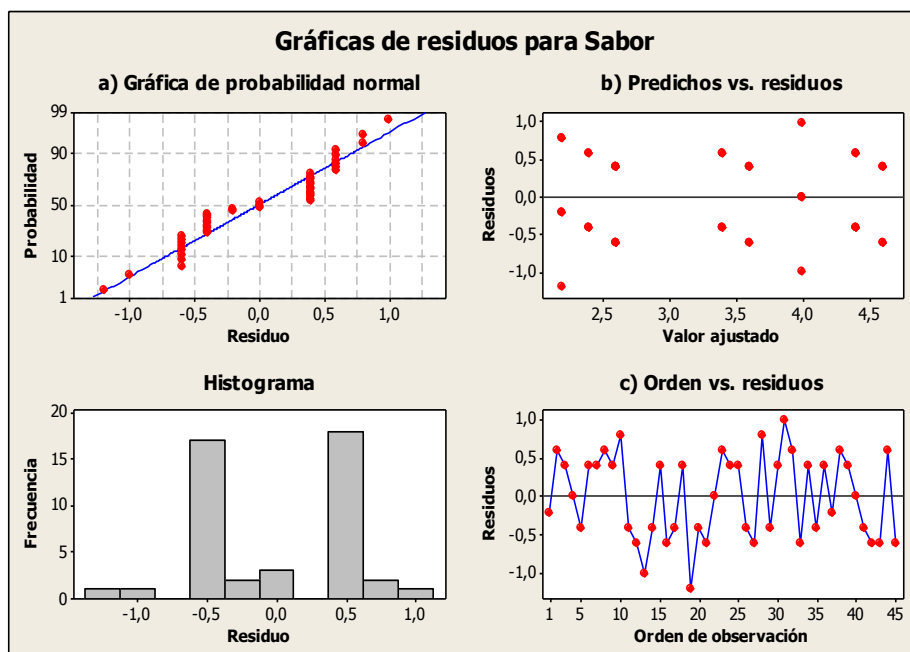 Gráficas de residuos para Sabor
a) Gráfica de probabilidad normal
99
90
50
10
1
Probabilidad
-1,0 -0,5 0,0 0,5 1,0
Residuo
b) Predichos vs. residuos
1,0
0,5
0,0
-0,5
-1,0
Residuos
2,5 3,0 3,5 4,0 4,5
Valor ajustado
Histograma
20
15
10
5
0
Frecuencia
-1,0 -0,5 0,0 0,5 1,0
Residuo
c) Orden vs. residuos
1,0
0,5
0,0
-0,5
-1,0
Residuos
1 5 10 15 20 25 30 35 40 45
Orden de observación